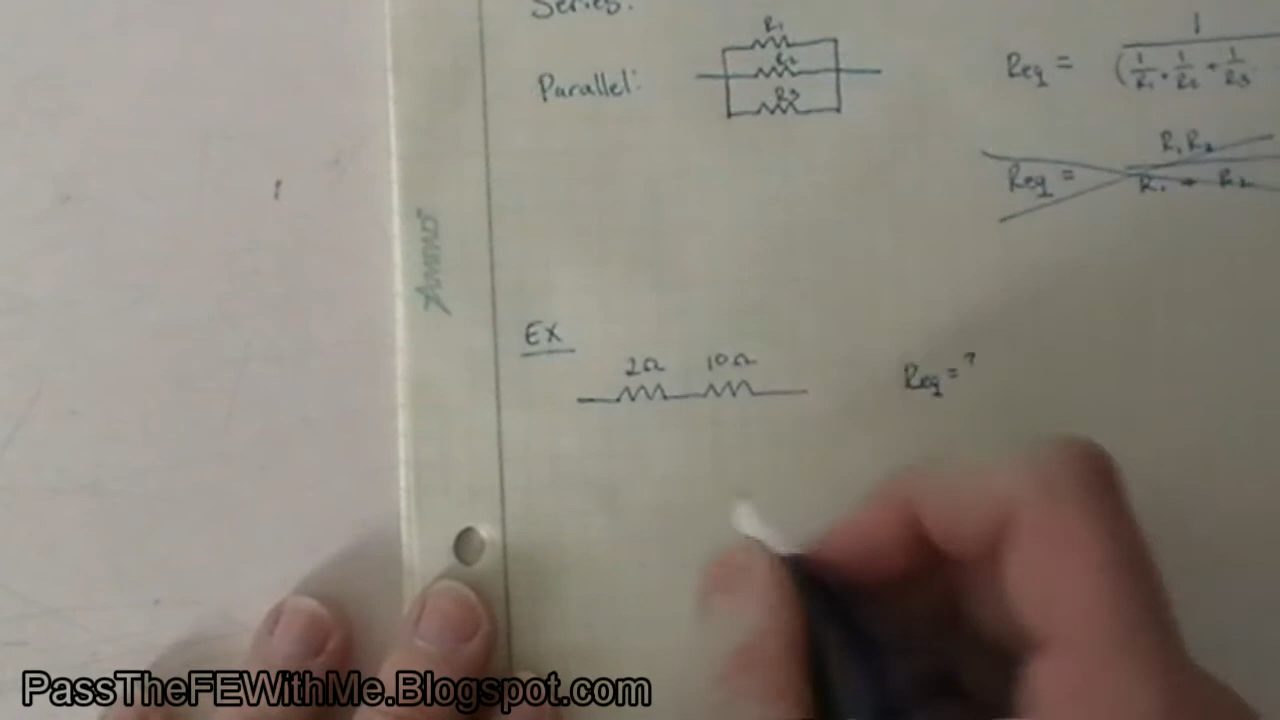 Series:
R1
R2
R3
Parallel:
Req = 1
(1/R1 + 1/R2 + 1/R3
Req = R1R2
R1 + R2
AMPAD
EX
2Ω 10Ω
Req = ?
PassTheFEWithMe.Blogspot.com